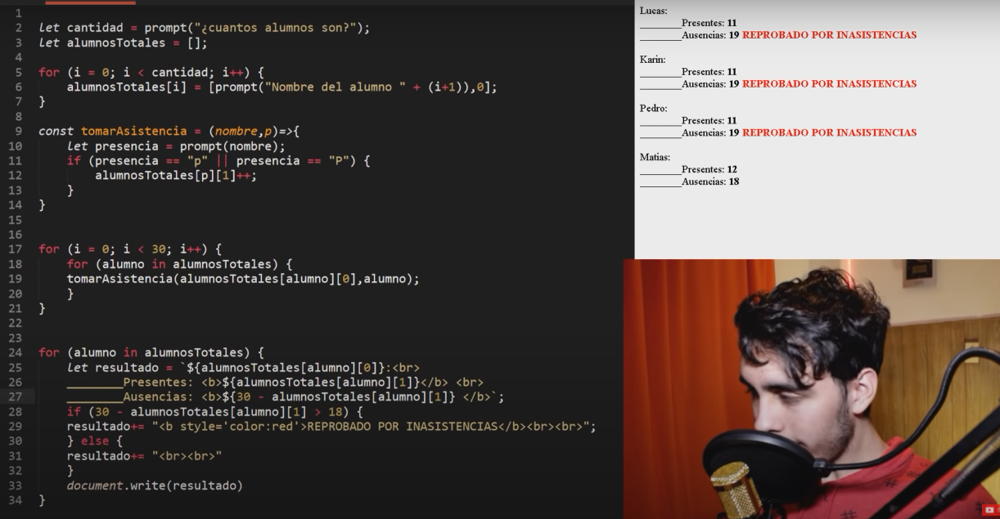 1
2 let cantidad = prompt("¿cuantos alumnos son?");
3 let alumnosTotales = [];
4
5 for (i = 0; i < cantidad; i++) {
6 alumnosTotales[i] = [prompt("Nombre del alumno " + (i+1)),0];
7 }
8
9 const tomarAsistencia = (nombre,p)=>{
10 let presencia = prompt(nombre);
11 if (presencia == "p" || presencia == "P") {
12 alumnosTotales[p][1]++;
13 }
14 }
15
16
17 for (i = 0; i < 30; i++) {
18 for (alumno in alumnosTotales) {
19 tomarAsistencia(alumnosTotales[alumno][0],alumno);
20 }
21 }
22
23
24 for (alumno in alumnosTotales) {
25 let resultado = `${alumnosTotales[alumno][0]}:<br>
26 ________Presentes: <b>${alumnosTotales[alumno][1]}</b> <br>
27 ________Ausencias: <b>${30 - alumnosTotales[alumno][1]} </b>`;
28 if (30 - alumnosTotales[alumno][1] > 18) {
29 resultado+= "<b style='color:red'>REPROBADO POR INASISTENCIAS</b><br><br>";
30 } else {
31 resultado+= "<br><br>"
32 }
33 document.write(resultado)
34 }
Lucas:
________Presentes: 11
________Ausencias: 19 REPROBADO POR INASISTENCIAS
Karin:
________Presentes: 11
________Ausencias: 19 REPROBADO POR INASISTENCIAS
Pedro:
________Presentes: 11
________Ausencias: 19 REPROBADO POR INASISTENCIAS
Matias:
________Presentes: 12
________Ausencias: 18